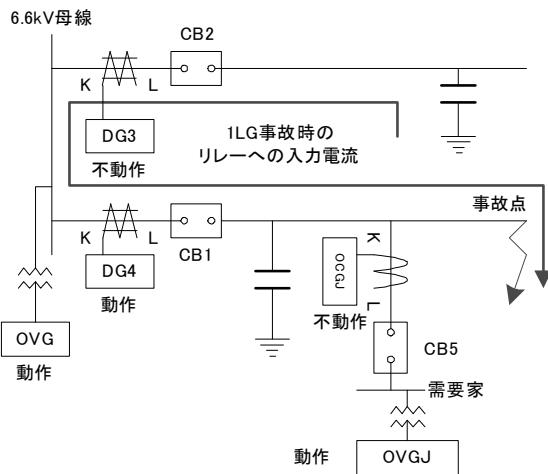 6.6kV母線
CB2
K
L
DG3
不動作
1LG事故時の
リレーへの入力電流
事故点
K
L
CB1
DG4
動作
K
OCGJ
L
不動作
CB5
OVG
動作
需要家
動作
OVGJ